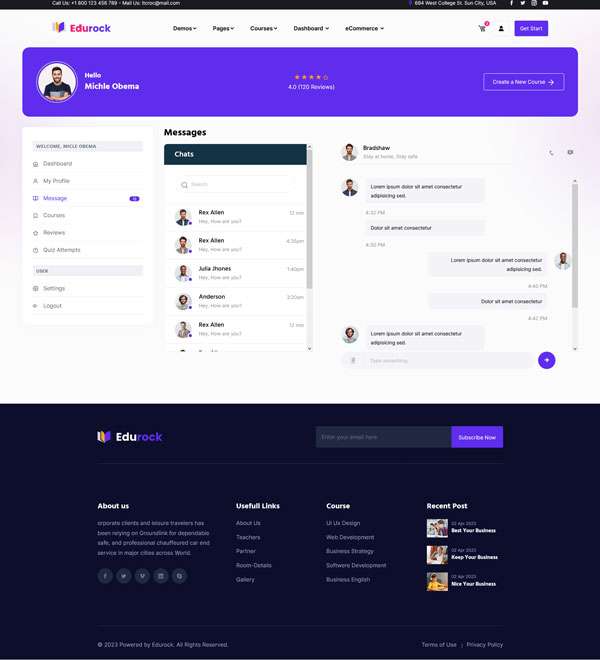 Call Us: +1 800 123 456 789 - Mail Us: Itcroc@mail.com
684 West College St. Sun City, USA
Edurock
Demos Pages Courses Dashboard eCommerce
Get Start
Hello
Michle Obema
4.0 (120 Reviews)
Create a New Course
WELCOME, MICLE OBEMA
Dashboard
My Profile
Message
Courses
Reviews
Quiz Attempts
USER
Settings
Logout
Messages
Chats
Search
Rex Allen
12 min
Hey, How are you?
Rex Allen
4:35pm
Hey, How are you?
Julia Jhones
1:40pm
Hey, How are you?
Anderson
3:20pm
Hey, How are you?
Rex Allen
12 min
Hey, How are you?
Rex Allen
Bradshaw
Stay at home, Stay safe
Lorem ipsum dolor sit amet consectetur
adipisicing sed.
4:32 PM
Dolor sit amet consectetur
4:30 PM
Lorem ipsum dolor sit amet consectetur
adipisicing sed.
4:40 PM
Dolor sit amet consectetur
4:42 PM
Lorem ipsum dolor sit amet consectetur
adipisicing sed.
Type something
Edurock
Enter your email here
Subscribe Now
About us
orporate clients and leisure travelers has
been relying on Groundlink for dependable
safe, and professional chauffeured car end
service in major cities across World.
Usefull Links
About Us
Teachers
Partner
Room-Details
Gallery
Course
Ui Ux Design
Web Development
Business Strategy
Softwere Development
Business English
Recent Post
02 Apr 2023
Best Your Business
02 Apr 2023
Keep Your Business
02 Apr 2023
Nice Your Business
© 2023 Powered by Edurock. All Rights Reserved.
Terms of Use | Privacy Policy